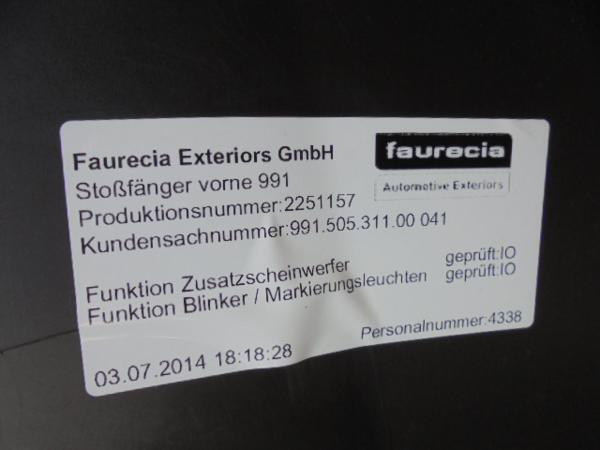 Faurecia Exteriors GmbH
faurecia
Automotive Exteriors
Stoßfänger vorne 991
Produktionsnummer:2251157
Kundensachnummer:991.505.311.00 041
Funktion Zusatzscheinwerfer geprüft:IO
Funktion Blinker / Markierungsleuchten geprüft:IO
03.07.2014 18:18:28
Personalnummer:4338